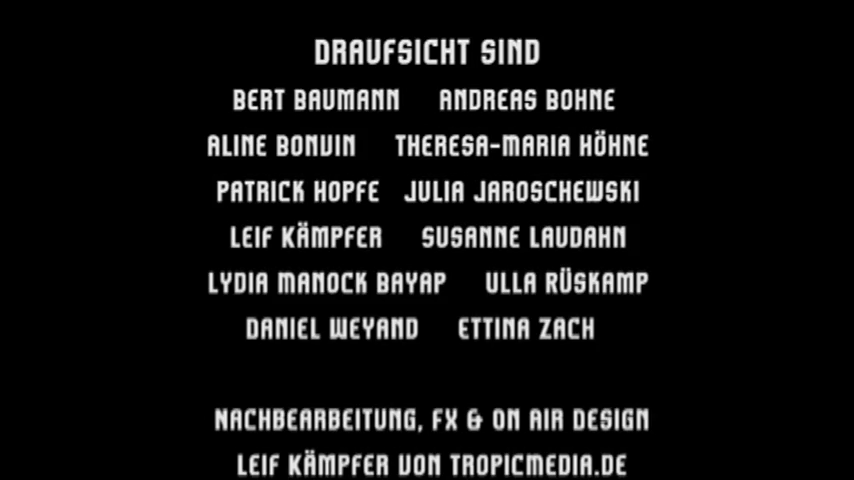 DRAUFSICHT SIND
BERT BAUMANN ANDREAS BOHNE
ALINE BONVIN THERESA-MARIA HÖHNE
PATRICK HOPFE JULIA JAROSCHEWSKI
LEIF KÄMPFER SUSANNE LAUDAHN
LYDIA MANOCK BAYAP ULLA RÜSKAMP
DANIEL WEYAND ETTINA ZACH
NACHBEARBEITUNG, FX & ON AIR DESIGN
LEIF KÄMPFER VON TROPICMEDIA.DE